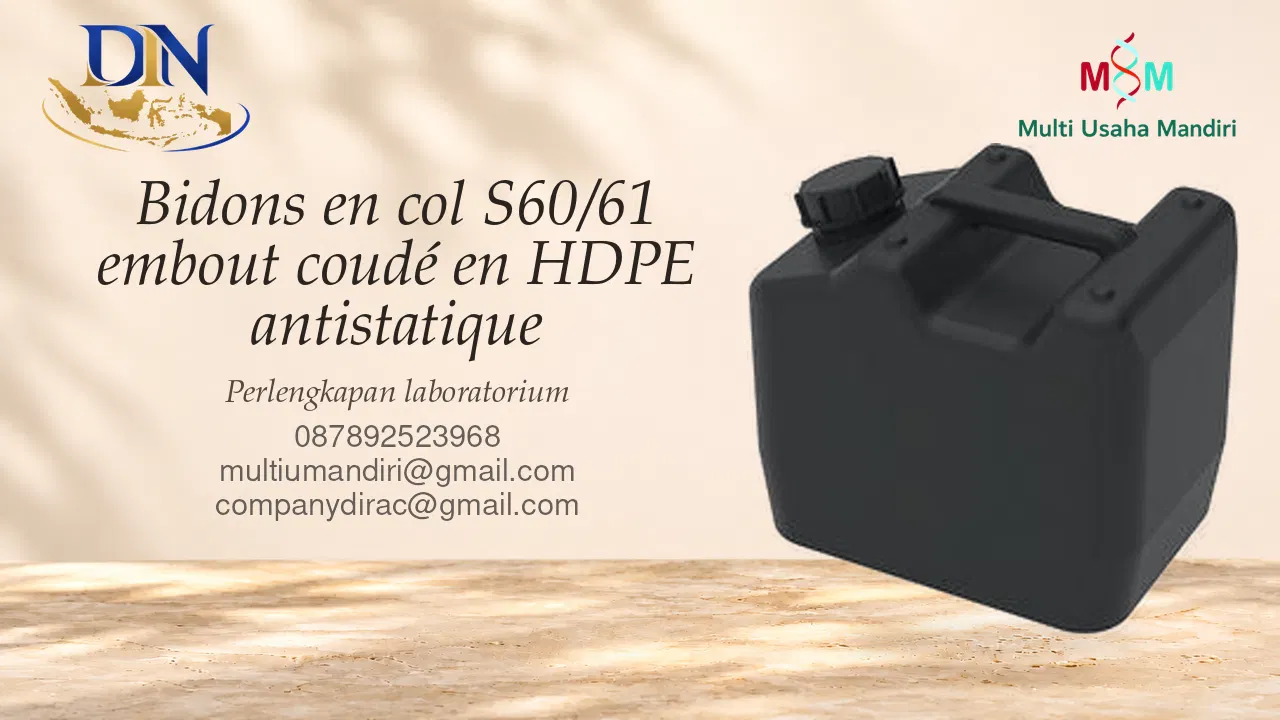 DN
M M
Multi Usaha Mandiri
Bidons en col S60/61
embout coudé en HDPE
antistatique
Perlengkapan laboratorium
087892523968
multiumandiri@gmail.com
companydirac@gmail.com